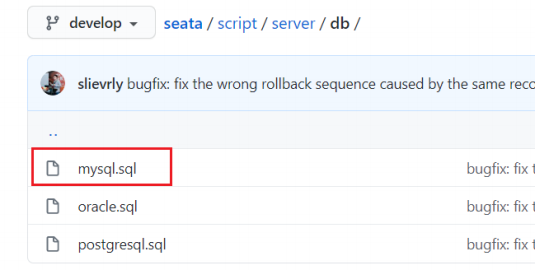 develop seata / script / server / db /
slievrly bugfix: fix the wrong rollback sequence caused by the same reco
..
mysql.sql bugfix: fix t
oracle.sql bugfix: fix t
postgresql.sql bugfix: fix t